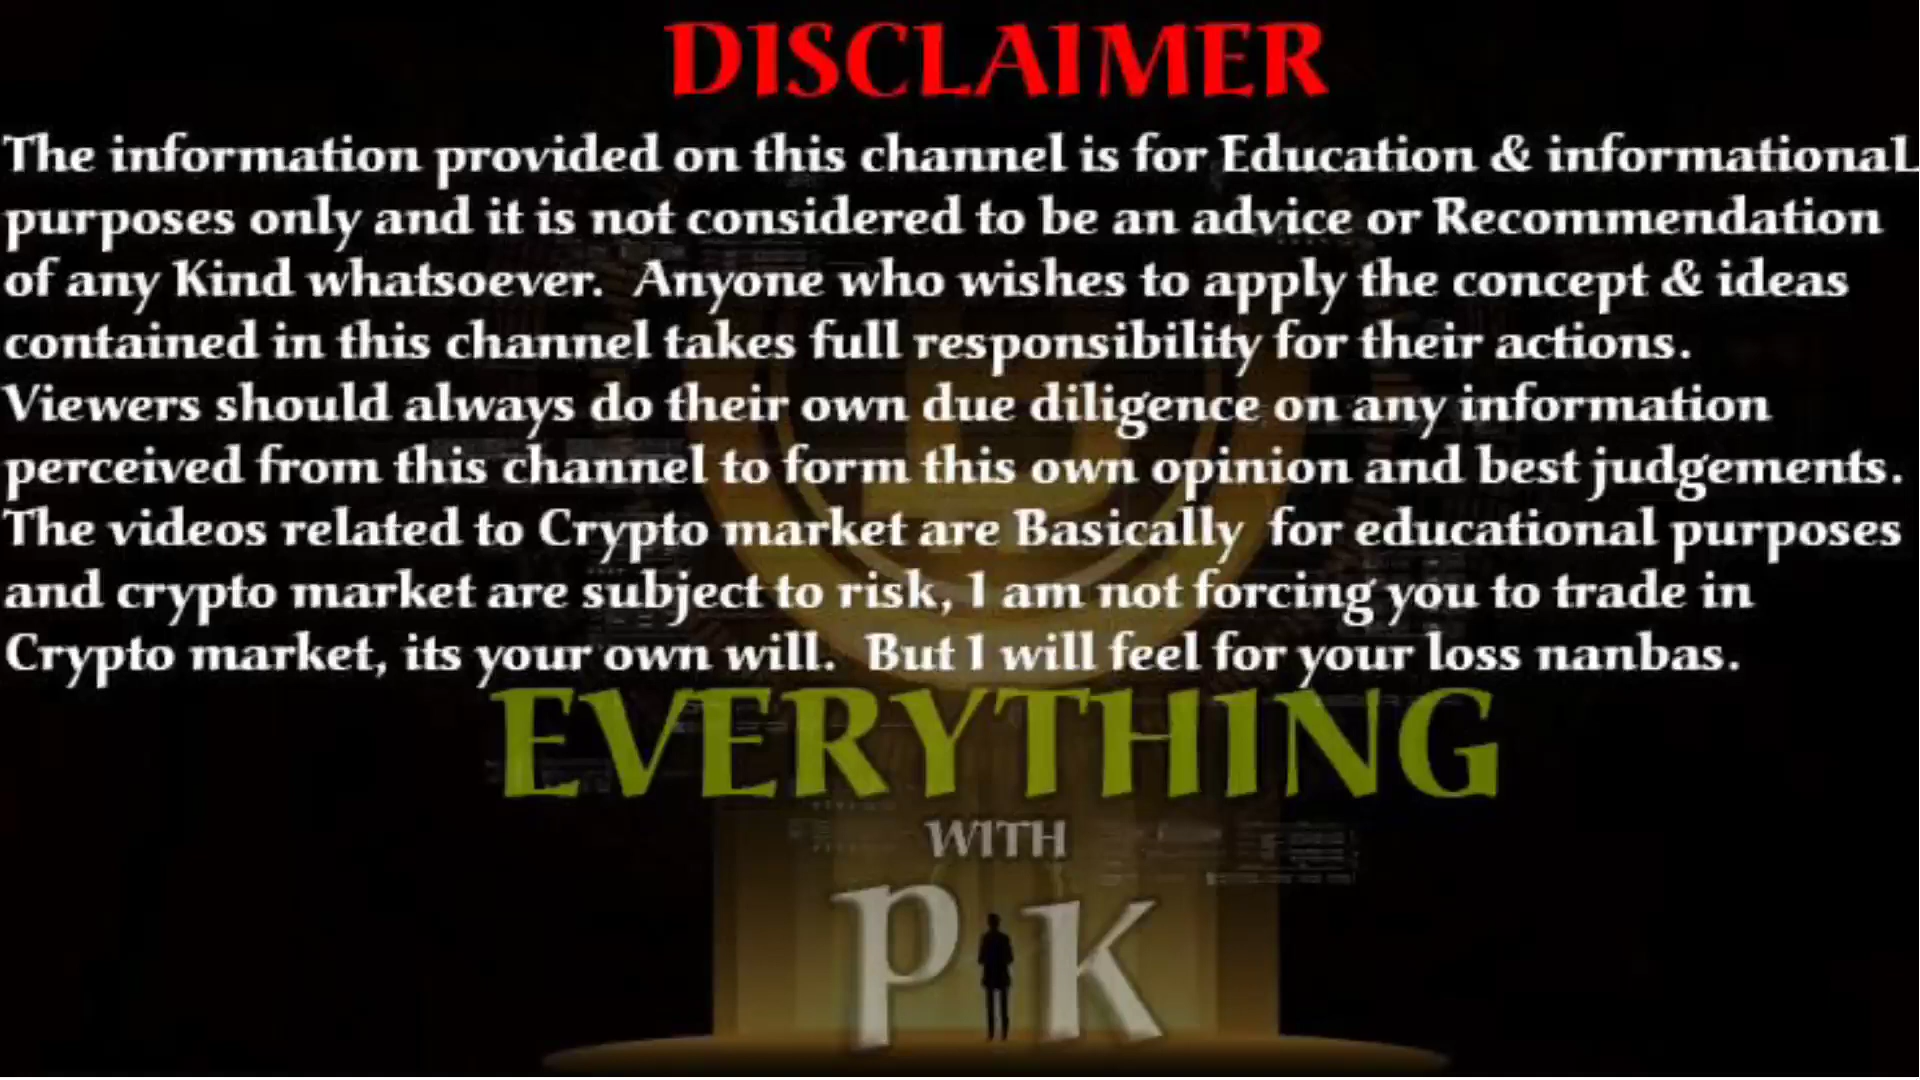 DISCLAIMER
The information provided on this channel is for Education & informationaL
purposes only and it is not considered to be an advice or Recommendation
of any Kind whatsoever. Anyone who wishes to apply the concept & ideas
contained in this channel takes full responsibility for their actions.
Viewers should always do their own due diligence on any information
perceived from this channel to form this own opinion and best judgements.
The videos related to Crypto market are Basically for educational purposes
and crypto market are subject to risk, I am not forcing you to trade in
Crypto market, its your own will. But I will feel for your loss nanbas.
EVERYTHING
WITH
PK